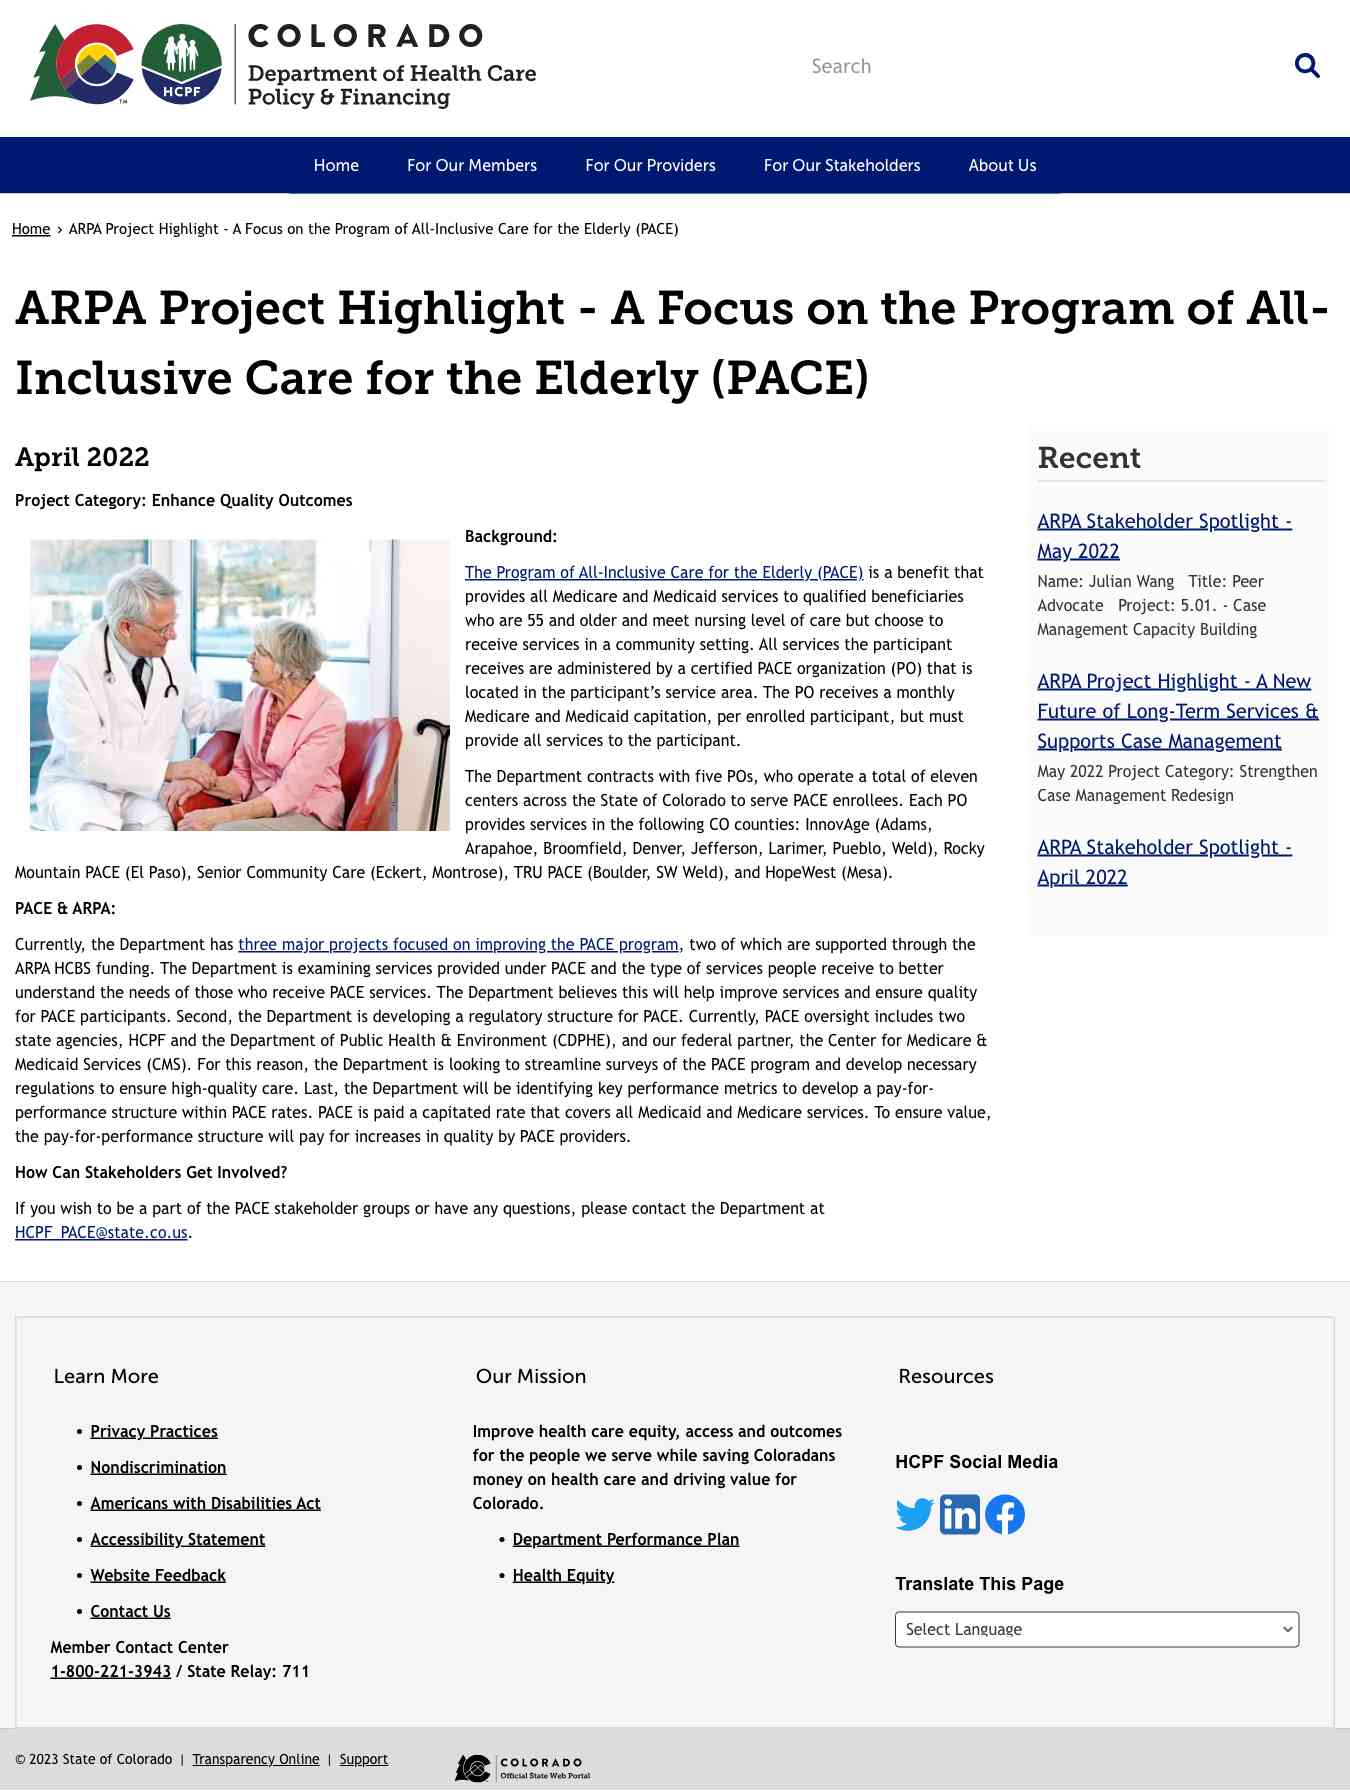 COLORADO
Department of Health Care
Policy & Financing
HCPF
TM
Search
Home
For Our Members
For Our Providers
For Our Stakeholders
About Us
Home › ARPA Project Highlight - A Focus on the Program of All-Inclusive Care for the Elderly (PACE)
ARPA Project Highlight - A Focus on the Program of All-
Inclusive Care for the Elderly (PACE)
April 2022
Project Category: Enhance Quality Outcomes
Background:
The Program of All-Inclusive Care for the Elderly (PACE) is a benefit that
provides all Medicare and Medicaid services to qualified beneficiaries
who are 55 and older and meet nursing level of care but choose to
receive services in a community setting. All services the participant
receives are administered by a certified PACE organization (PO) that is
located in the participant's service area. The PO receives a monthly
Medicare and Medicaid capitation, per enrolled participant, but must
provide all services to the participant.
The Department contracts with five POs, who operate a total of eleven
centers across the State of Colorado to serve PACE enrollees. Each PO
provides services in the following CO counties: InnovAge (Adams,
Arapahoe, Broomfield, Denver, Jefferson, Larimer, Pueblo, Weld), Rocky
Mountain PACE (El Paso), Senior Community Care (Eckert, Montrose), TRU PACE (Boulder, SW Weld), and HopeWest (Mesa).
PACE & ARPA:
Currently, the Department has three major projects focused on improving the PACE program, two of which are supported through the
ARPA HCBS funding. The Department is examining services provided under PACE and the type of services people receive to better
understand the needs of those who receive PACE services. The Department believes this will help improve services and ensure quality
for PACE participants. Second, the Department is developing a regulatory structure for PACE. Currently, PACE oversight includes two
state agencies, HCPF and the Department of Public Health & Environment (CDPHE), and our federal partner, the Center for Medicare &
Medicaid Services (CMS). For this reason, the Department is looking to streamline surveys of the PACE program and develop necessary
regulations to ensure high-quality care. Last, the Department will be identifying key performance metrics to develop a pay-for-
performance structure within PACE rates. PACE is paid a capitated rate that covers all Medicaid and Medicare services. To ensure value,
the pay-for-performance structure will pay for increases in quality by PACE providers.
How Can Stakeholders Get Involved?
If you wish to be a part of the PACE stakeholder groups or have any questions, please contact the Department at
HCPF_PACE@state.co.us.
Recent
ARPA Stakeholder Spotlight -
May 2022
Name: Julian Wang   Title: Peer
Advocate   Project: 5.01. - Case
Management Capacity Building
ARPA Project Highlight - A New
Future of Long-Term Services &
Supports Case Management
May 2022 Project Category: Strengthen
Case Management Redesign
ARPA Stakeholder Spotlight -
April 2022
Learn More
• Privacy Practices
• Nondiscrimination
• Americans with Disabilities Act
• Accessibility Statement
• Website Feedback
• Contact Us
Member Contact Center
1-800-221-3943 / State Relay: 711
Our Mission
Improve health care equity, access and outcomes
for the people we serve while saving Coloradans
money on health care and driving value for
Colorado.
• Department Performance Plan
• Health Equity
Resources
HCPF Social Media
in
Translate This Page
Select Language
© 2023 State of Colorado | Transparency Online | Support
COLORADO
Official State Web Portal